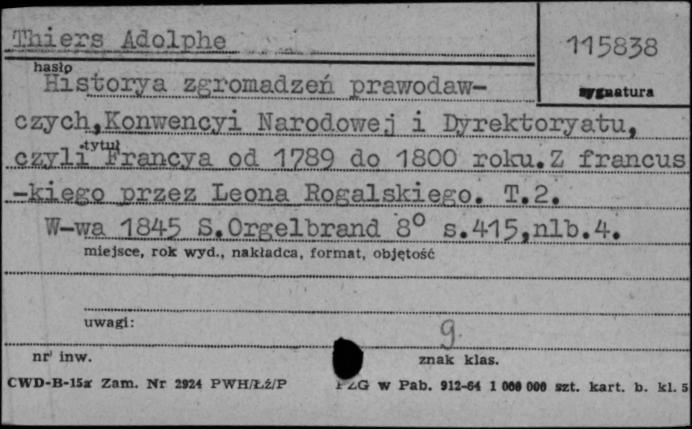 Thiers Adolphe
115838
hasło
sygnatura
Historya zgromadzeń prawodaw-
czych,Konwencyi Narodowej i Dyrektoryatu,
tytuł
czyli Francya od 1789 do 1800 roku.Z francus
-kiego przez Leona Rogalskiego. T.2.
W-wa 1845 S.Orgelbrand 8° s.415,nlb.4.
miejsce, rok wyd., nakładca, format, objętość
uwagi:
9
nr inw.
znak klas.
CWD-B-15a Zam. Nr 2924 PWH/Łź/P
PZG w Pab. 912-64 1 000 000 szt. kart. b. kl. 5